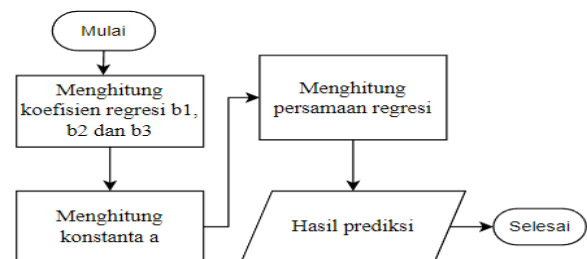 Mulai
Menghitung
koefisien regresi b1,
b2 dan b3
Menghitung
konstanta a
Menghitung
persamaan regresi
Hasil prediksi
Selesai